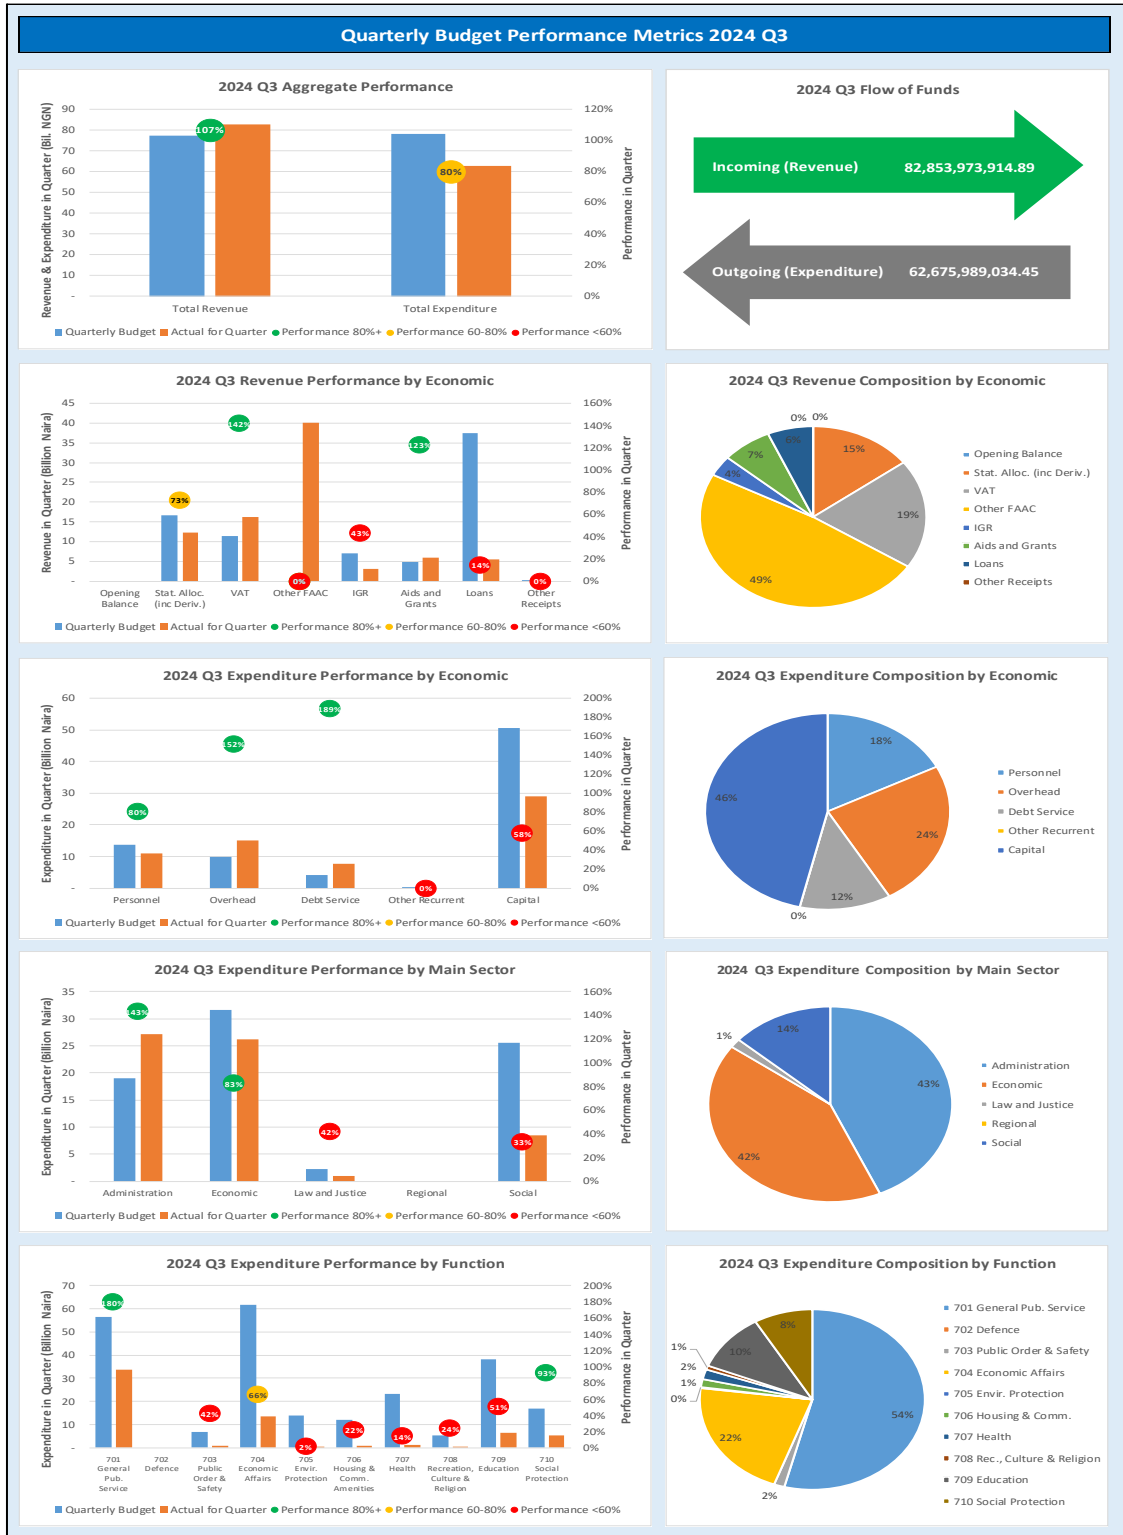 Quarterly Budget Performance Metrics 2024 Q3
2024 Q3 Aggregate Performance
Revenue & Expenditure in Quarter (Bil. NGN)
90
80
70
60
50
40
30
20
10
-
107%
80%
120%
100%
80%
60%
40%
20%
0%
Performance in Quarter
Total Revenue
Total Expenditure
Quarterly Budget Actual for Quarter Performance 80%+ Performance 60-80% Performance <60%
2024 Q3 Flow of Funds
Incoming (Revenue) 82,853,973,914.89
Outgoing (Expenditure) 62,675,989,034.45
2024 Q3 Revenue Performance by Economic
Revenue in Quarter (Billion Naira)
45
40
35
30
25
20
15
10
5
-
73%
142%
0%
43%
123%
14%
0%
160%
140%
120%
100%
80%
60%
40%
20%
0%
Performance in Quarter
Opening Balance
Stat. Alloc. (inc Deriv.)
VAT
Other FAAC
IGR
Aids and Grants
Loans
Other Receipts
Quarterly Budget Actual for Quarter Performance 80%+ Performance 60-80% Performance <60%
2024 Q3 Revenue Composition by Economic
0% 0%
15%
19%
49%
4%
7%
6%
Opening Balance
Stat. Alloc. (inc Deriv.)
VAT
Other FAAC
IGR
Aids and Grants
Loans
Other Receipts
2024 Q3 Expenditure Performance by Economic
Expenditure in Quarter (Billion Naira)
60
50
40
30
20
10
-
80%
152%
189%
0%
58%
200%
180%
160%
140%
120%
100%
80%
60%
40%
20%
0%
Performance in Quarter
Personnel
Overhead
Debt Service
Other Recurrent
Capital
Quarterly Budget Actual for Quarter Performance 80%+ Performance 60-80% Performance <60%
2024 Q3 Expenditure Composition by Economic
18%
24%
12%
0%
46%
Personnel
Overhead
Debt Service
Other Recurrent
Capital
2024 Q3 Expenditure Performance by Main Sector
Expenditure in Quarter (Billion Naira)
35
30
25
20
15
10
5
-
143%
83%
42%
33%
160%
140%
120%
100%
80%
60%
40%
20%
0%
Performance in Quarter
Administration
Economic
Law and Justice
Regional
Social
Quarterly Budget Actual for Quarter Performance 80%+ Performance 60-80% Performance <60%
2024 Q3 Expenditure Composition by Main Sector
43%
42%
1%
14%
Administration
Economic
Law and Justice
Regional
Social
2024 Q3 Expenditure Performance by Function
Expenditure in Quarter (Billion Naira)
70
60
50
40
30
20
10
-
180%
42%
66%
2%
22%
14%
24%
51%
93%
200%
180%
160%
140%
120%
100%
80%
60%
40%
20%
0%
Performance in Quarter
701 General Pub. Service
702 Defence
703 Public Order & Safety
704 Economic Affairs
705 Envir. Protection
706 Housing & Comm. Amenities
707 Health
708 Recreation, Culture & Religion
709 Education
710 Social Protection
Quarterly Budget Actual for Quarter Performance 80%+ Performance 60-80% Performance <60%
2024 Q3 Expenditure Composition by Function
54%
2%
22%
0%
1%
2%
1%
10%
8%
701 General Pub. Service
702 Defence
703 Public Order & Safety
704 Economic Affairs
705 Envir. Protection
706 Housing & Comm.
707 Health
708 Rec., Culture & Religion
709 Education
710 Social Protection